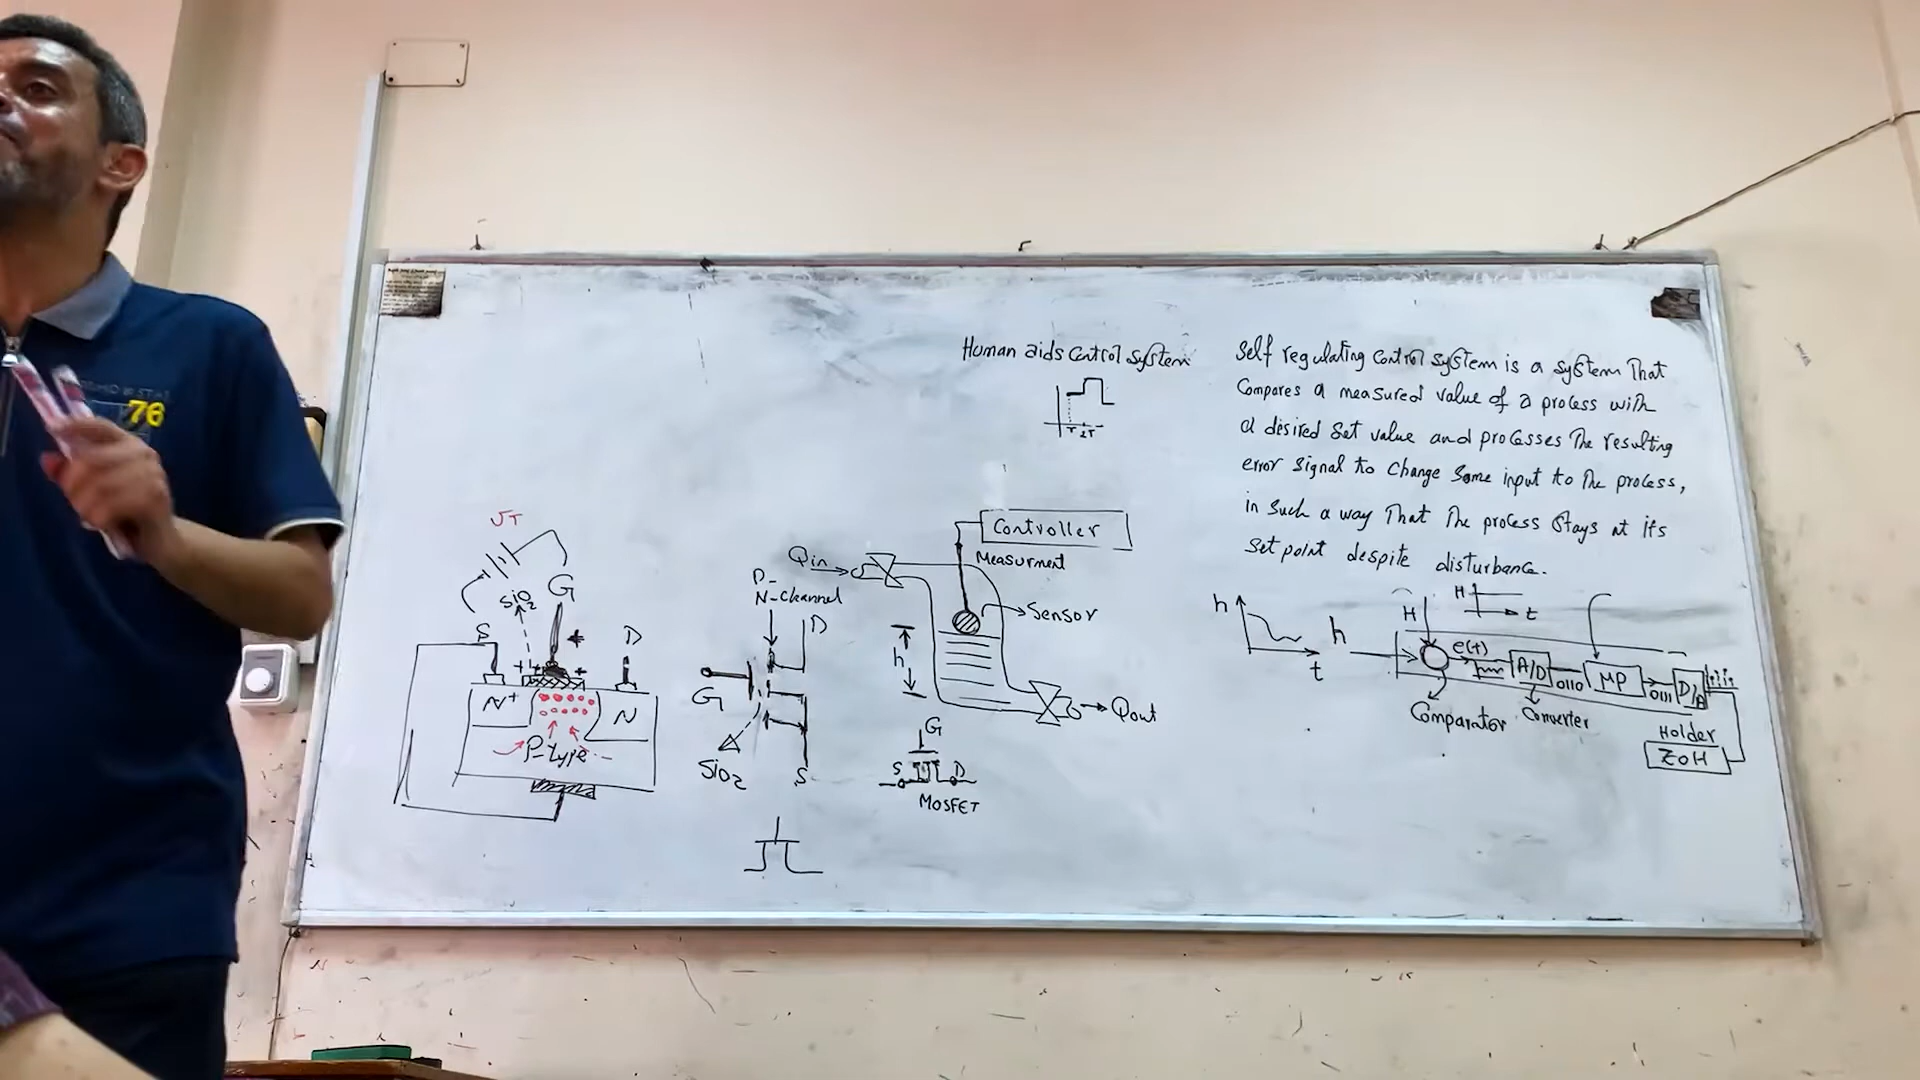 76
Human aids Control System
T 2T
Self regulating Control System is a System That
Compares a measured value of a process with
a desired Set value and processes The resulting
error signal to change Some input to The process,
in Such a way That The process Stays at its
Set point despite disturbance.
VT
SiO2
G
S
D
N+
N
P-type
P-
N-channel
D
G
SiO2
S
Qin
Controller
Measurment
Sensor
h
Qout
G
S D
MOSFET
h
t
h
H
H
t
e(t)
A/D
0110
MP
0111
D/A
Comparator
Converter
Holder
ZOH